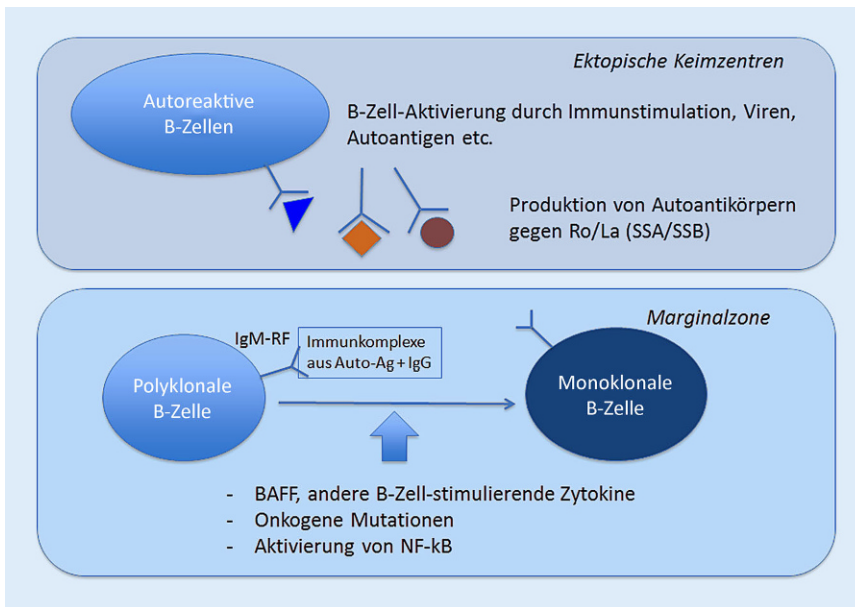 Ektopische Keimzentren
Autoreaktive
B-Zellen
B-Zell-Aktivierung durch Immunstimulation, Viren,
Autoantigen etc.
Produktion von Autoantikörpern
gegen Ro/La (SSA/SSB)
Marginalzone
IgM-RF
Immunkomplexe
aus Auto-Ag + IgG
Polyklonale
B-Zelle
Monoklonale
B-Zelle
- BAFF, andere B-Zell-stimulierende Zytokine
- Onkogene Mutationen
- Aktivierung von NF-kB